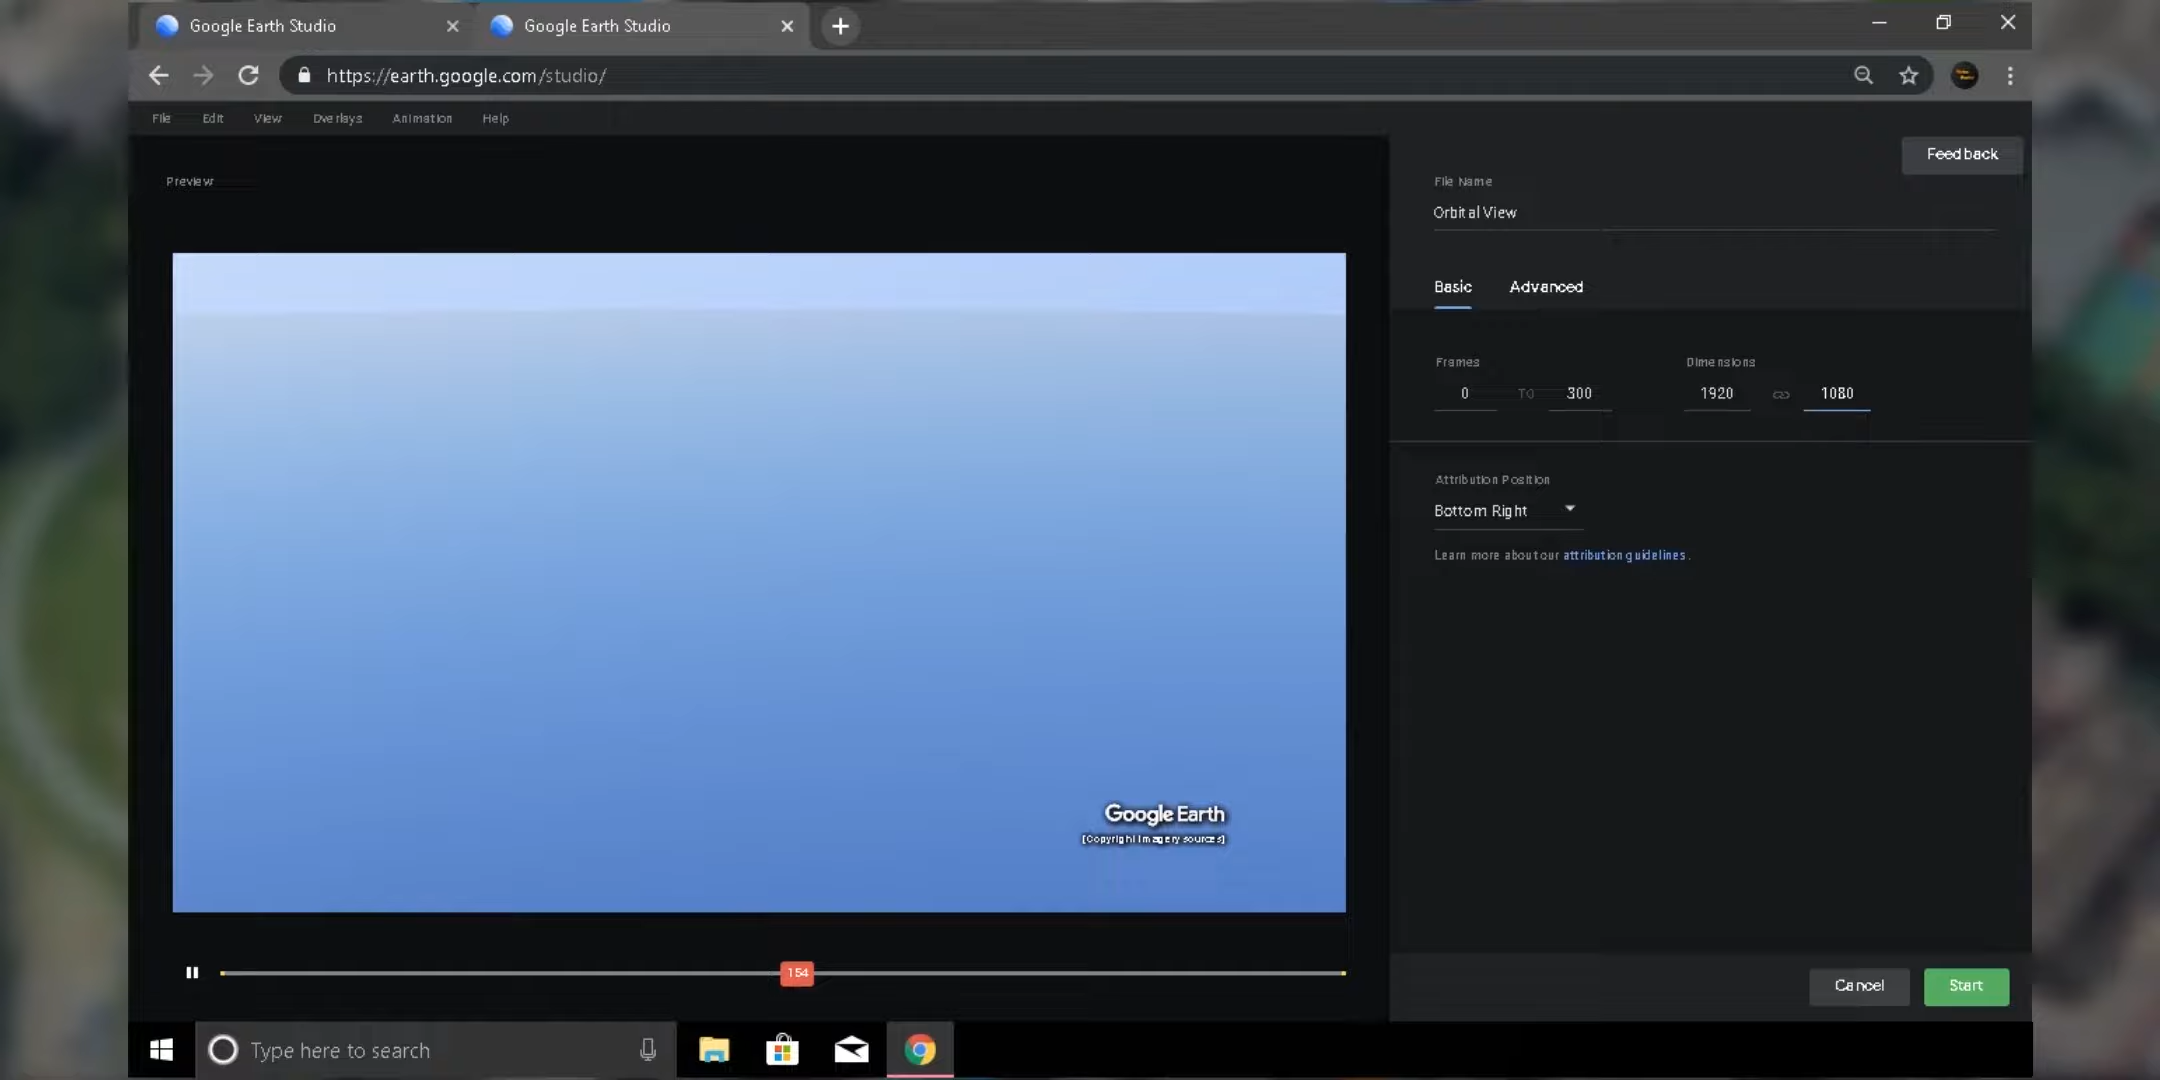 Google Earth Studio
Google Earth Studio
https://earth.google.com/studio/
File Edit View Overlays Animation Help
Feedback
Preview
File Name
Orbital View
Basic Advanced
Frames Dimensions
0 TO 300 1920 1080
Attribution Position
Bottom Right
Learn more about our attribution guidelines.
Google Earth
[Copyright imagery sources]
154
Cancel Start
Type here to search